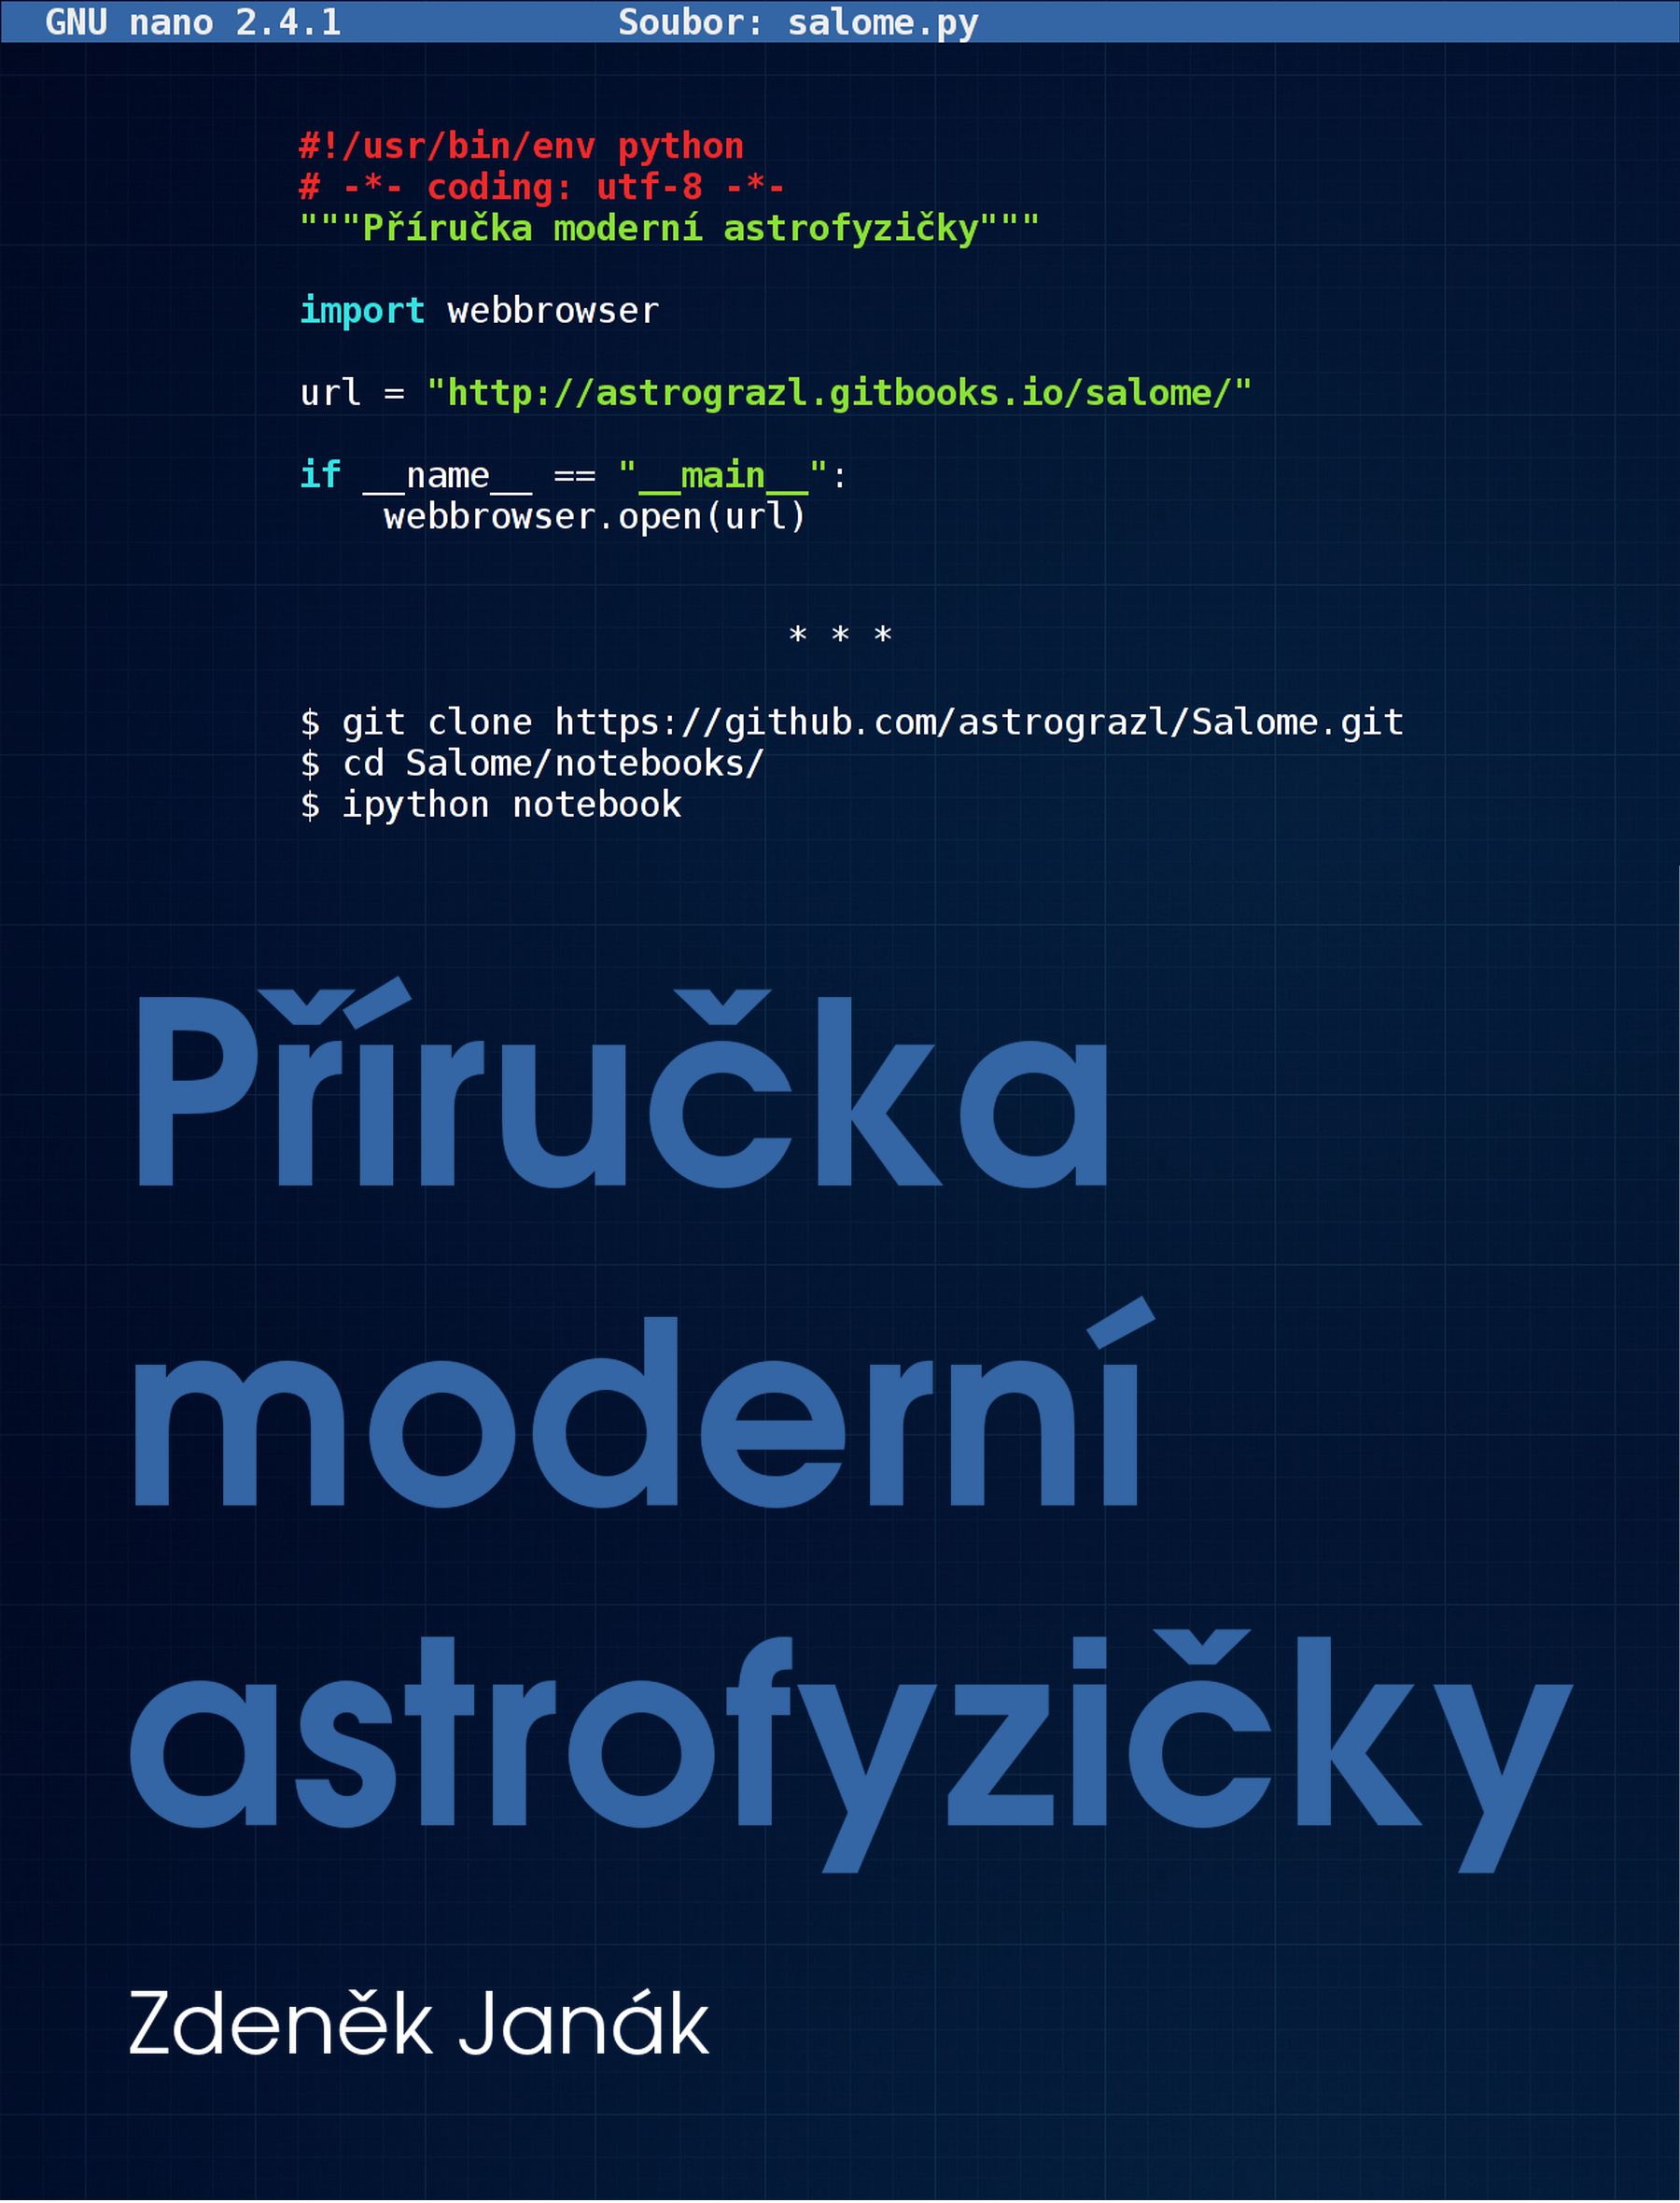 GNU nano 2.4.1 Soubor: salome.py
#!/usr/bin/env python
# -*- coding: utf-8 -*-
"""Příručka moderní astrofyzičky"""
import webbrowser
url = "http://astrograzl.gitbooks.io/salome/"
if __name__ == "__main__":
    webbrowser.open(url)
* * *
$ git clone https://github.com/astrograzl/Salome.git
$ cd Salome/notebooks/
$ ipython notebook
Příručka
moderní
astrofyzičky
Zdeněk Janák